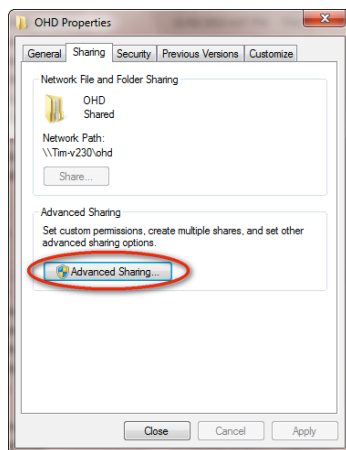 OHD Properties
General Sharing Security Previous Versions Customize
Network File and Folder Sharing
OHD
Shared
Network Path:
\\Tim-v230\ohd
Share...
Advanced Sharing
Set custom permissions, create multiple shares, and set other
advanced sharing options.
Advanced Sharing...
Close Cancel Apply